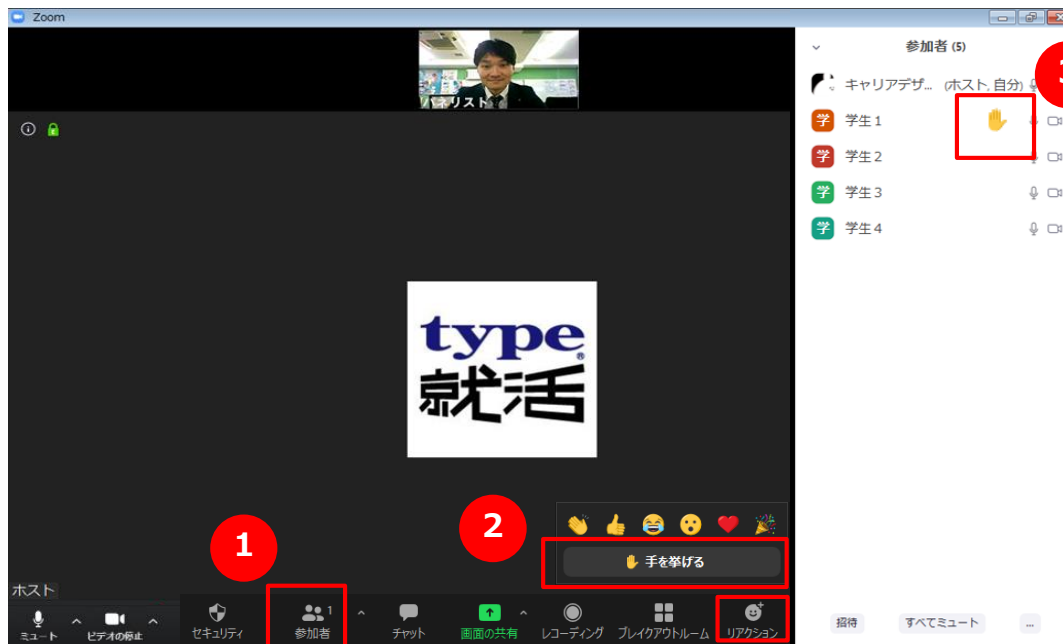 Zoom
参加者 (5)
パネリスト
キャリアデザ... (ホスト, 自分)
3
学 学生1
学 学生2
学 学生3
学 学生4
type®
就活
2
1
手を挙げる
ホスト
1
ミュート
ビデオの停止
セキュリティ
参加者
チャット
画面の共有
レコーディング
ブレイクアウトルーム
リアクション
招待
すべてミュート
...